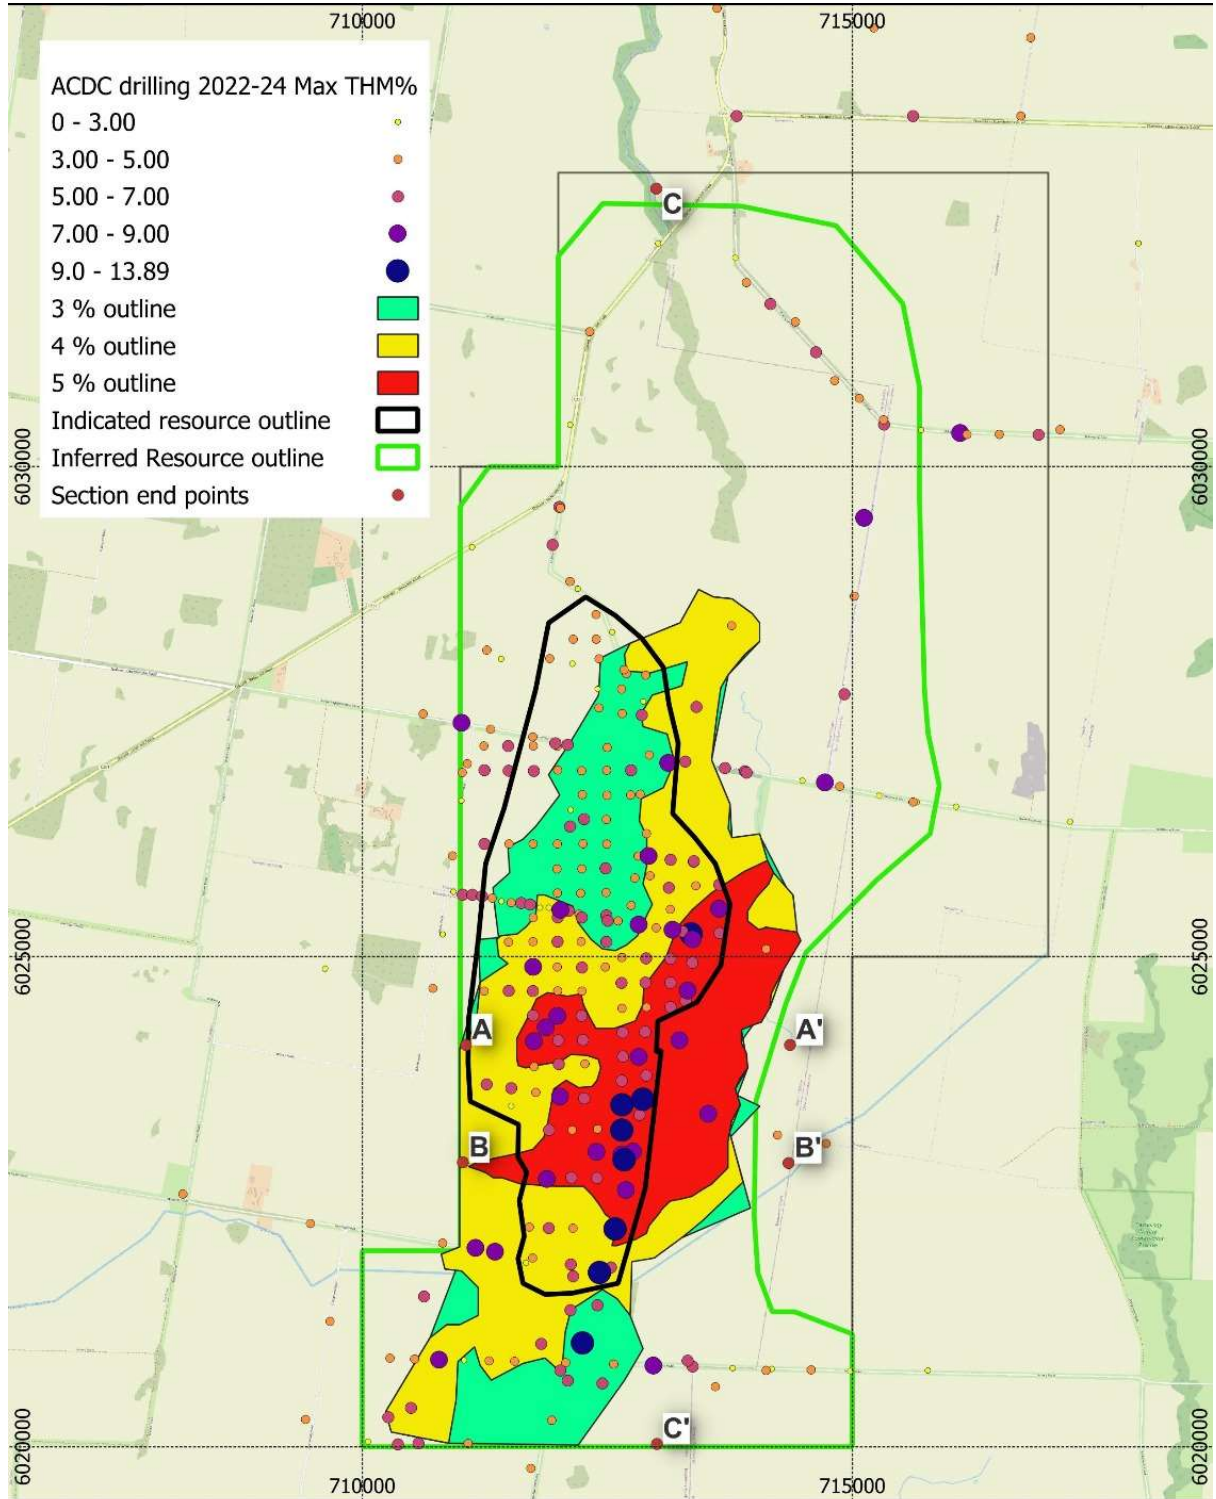 710000
715000
ACDC drilling 2022-24 Max THM%
0 - 3.00
3.00 - 5.00
5.00 - 7.00
7.00 - 9.00
9.0 - 13.89
3 % outline
4 % outline
5 % outline
Indicated resource outline
Inferred Resource outline
Section end points
C
6030000
6030000
6025000
6025000
A
A'
B
B'
C'
6020000
6020000
710000
715000